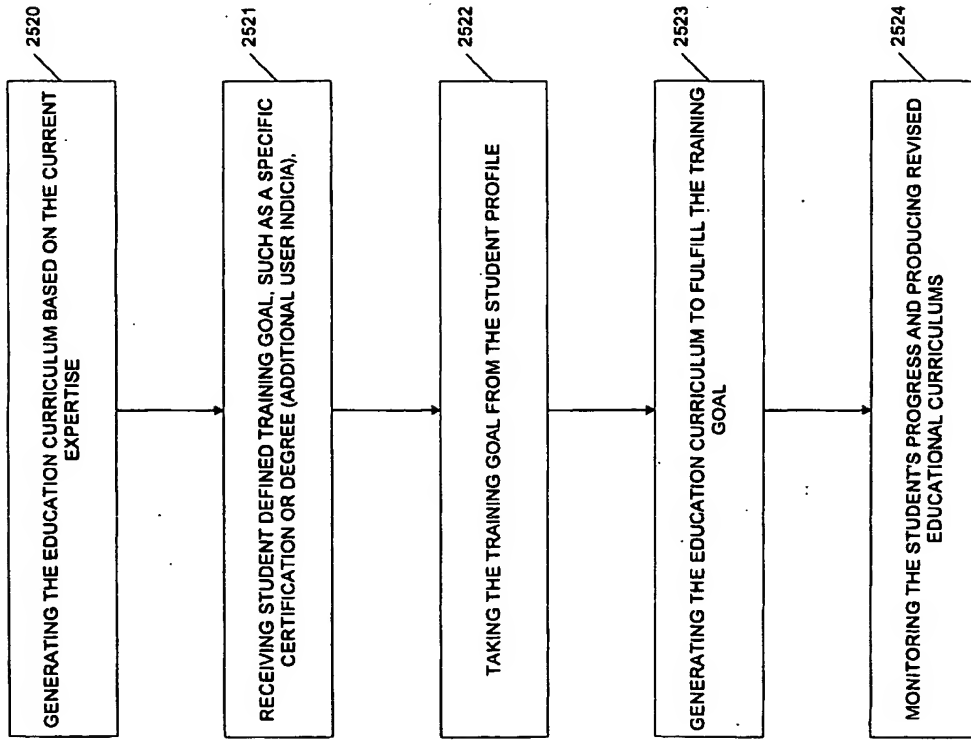 2520
GENERATING THE EDUCATION CURRICULUM BASED ON THE CURRENT
EXPERTISE
2521
RECEIVING STUDENT DEFINED TRAINING GOAL, SUCH AS A SPECIFIC
CERTIFICATION OR DEGREE (ADDITIONAL USER INDICIA),
2522
TAKING THE TRAINING GOAL FROM THE STUDENT PROFILE
2523
GENERATING THE EDUCATION CURRICULUM TO FULFILL THE TRAINING
GOAL
2524
MONITORING THE STUDENT'S PROGRESS AND PRODUCING REVISED
EDUCATIONAL CURRICULUMS